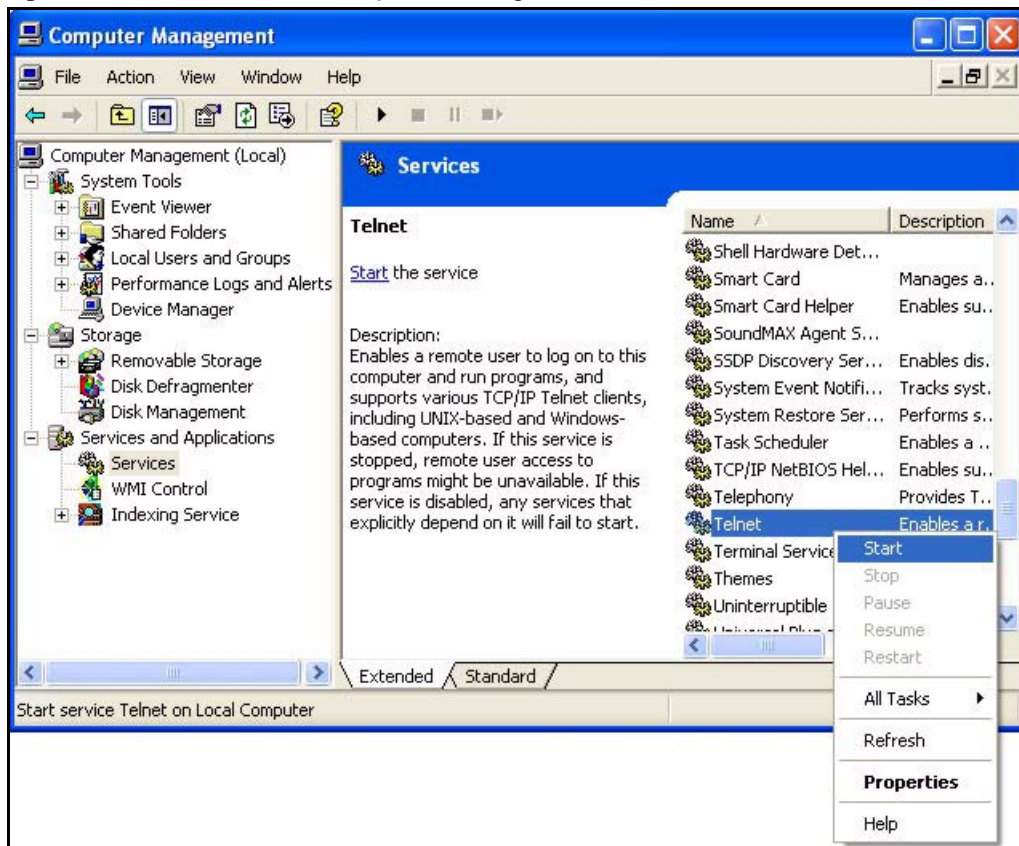 Computer Management
File Action View Window Help
Computer Management (Local)
System Tools
Event Viewer
Shared Folders
Local Users and Groups
Performance Logs and Alerts
Device Manager
Storage
Removable Storage
Disk Defragmenter
Disk Management
Services and Applications
Services
WMI Control
Indexing Service
Services
Telnet
Start the service
Description:
Enables a remote user to log on to this
computer and run programs, and
supports various TCP/IP Telnet clients,
including UNIX-based and Windows-
based computers. If this service is
stopped, remote user access to
programs might be unavailable. If this
service is disabled, any services that
explicitly depend on it will fail to start.
Name Description
Shell Hardware Det...
Smart Card Manages a..
Smart Card Helper Enables su..
SoundMAX Agent S...
SSDP Discovery Ser... Enables dis.
System Event Notifi... Tracks syst.
System Restore Ser... Performs s..
Task Scheduler Enables a ..
TCP/IP NetBIOS Hel... Enables su..
Telephony Provides T..
Telnet Enables a r.
Terminal Service
Themes
Uninterruptible
Start
Stop
Pause
Resume
Restart
All Tasks
Refresh
Properties
Help
Extended Standard
Start service Telnet on Local Computer